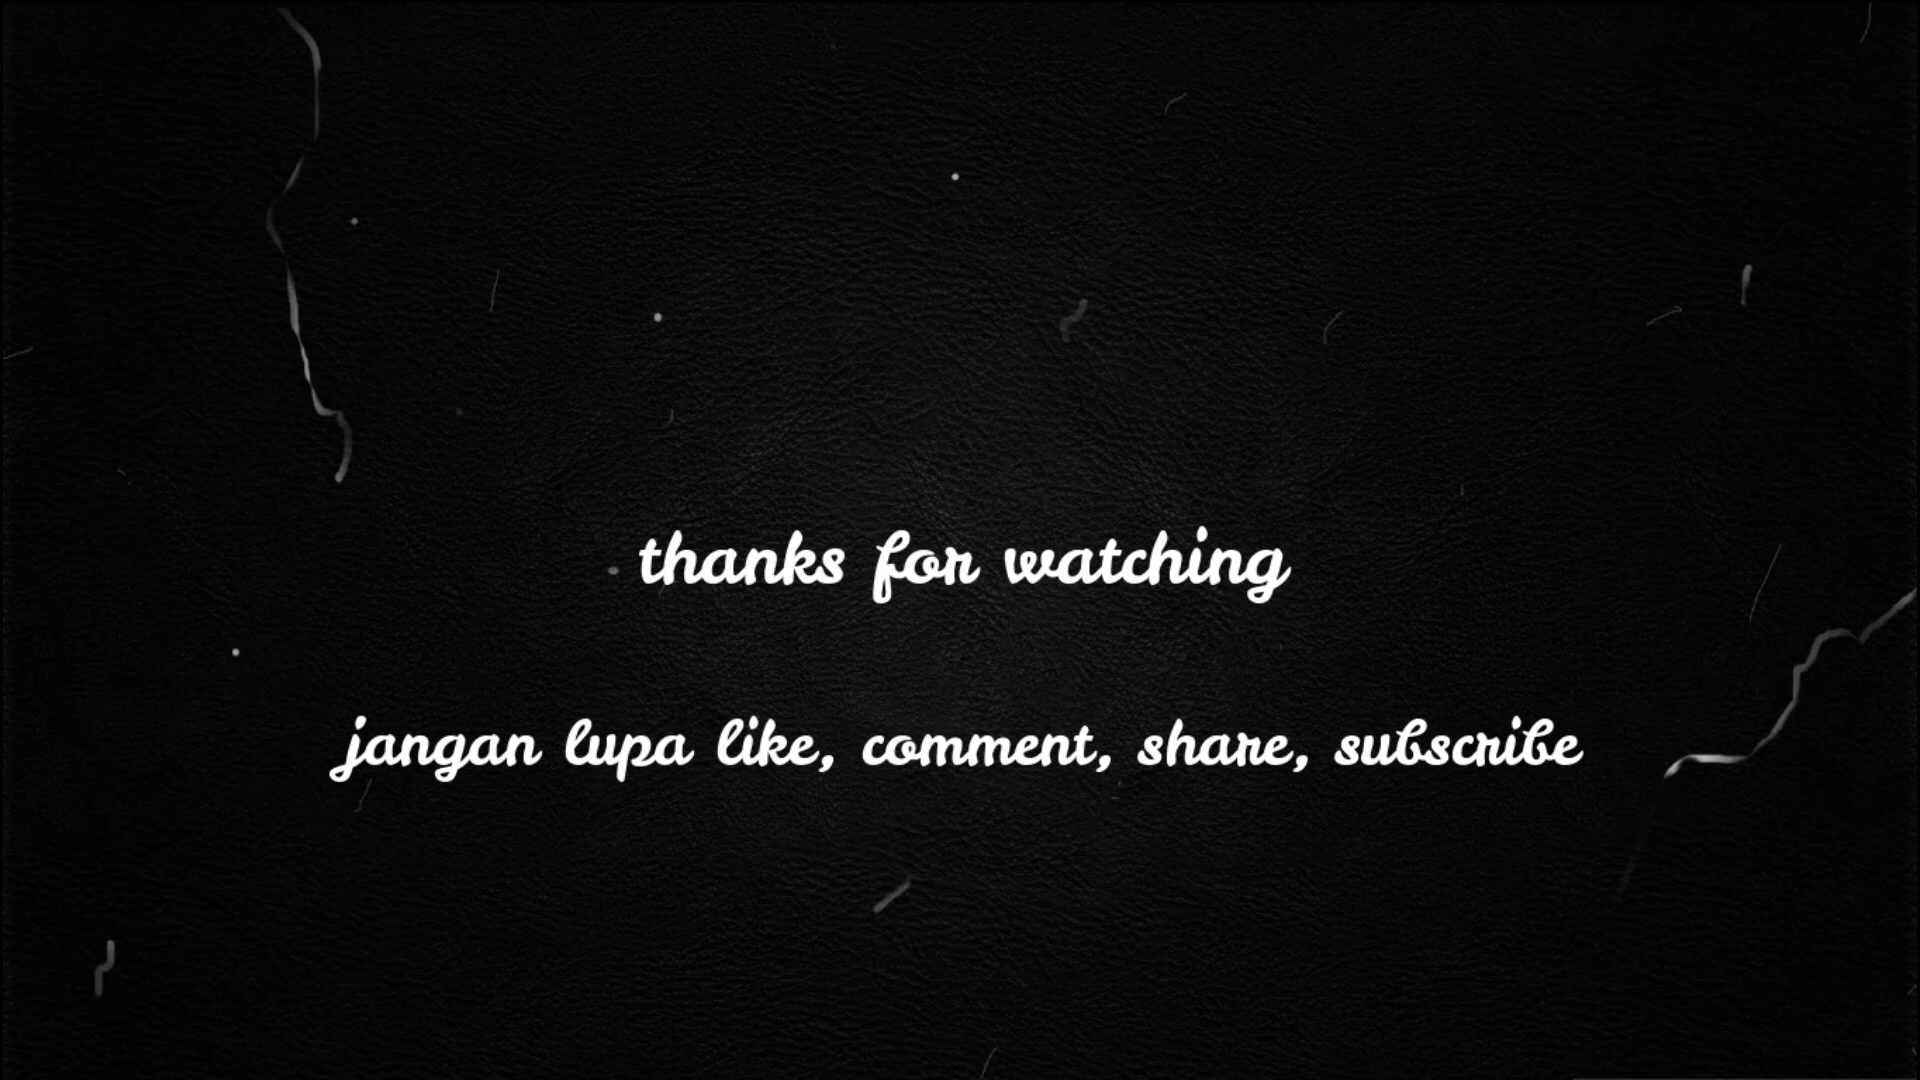 thanks for watching
jangan lupa like, comment, share, subscribe